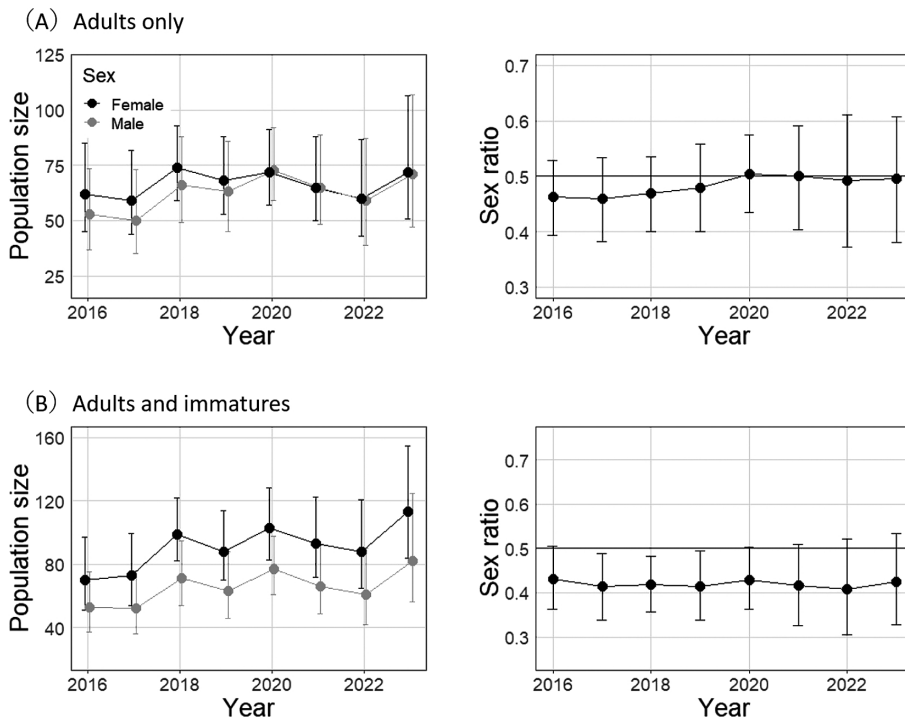 （A） Adults only
Population size
125
100
75
50
25
Sex
Female
Male
2016 2018 2020 2022
Year
Sex ratio
0.7
0.6
0.5
0.4
0.3
2016 2018 2020 2022
Year
（B） Adults and immatures
Population size
160
120
80
40
2016 2018 2020 2022
Year
Sex ratio
0.7
0.6
0.5
0.4
0.3
2016 2018 2020 2022
Year